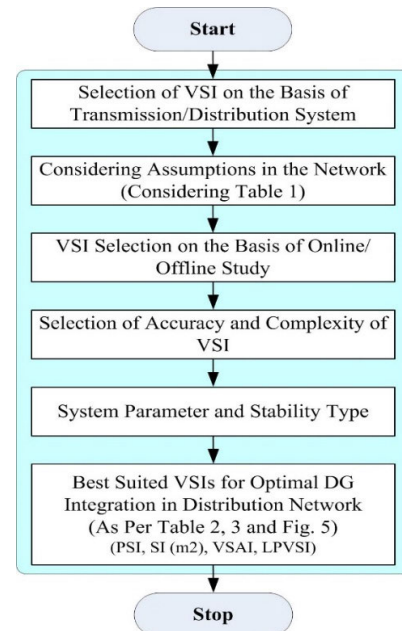 Start
Selection of VSI on the Basis of
Transmission/Distribution System
Considering Assumptions in the Network
(Considering Table 1)
VSI Selection on the Basis of Online/
Offline Study
Selection of Accuracy and Complexity of
VSI
System Parameter and Stability Type
Best Suited VSIs for Optimal DG
Integration in Distribution Network
(As Per Table 2, 3 and Fig. 5)
(PSI, SI (m2), VSAI, LPVSI)
Stop